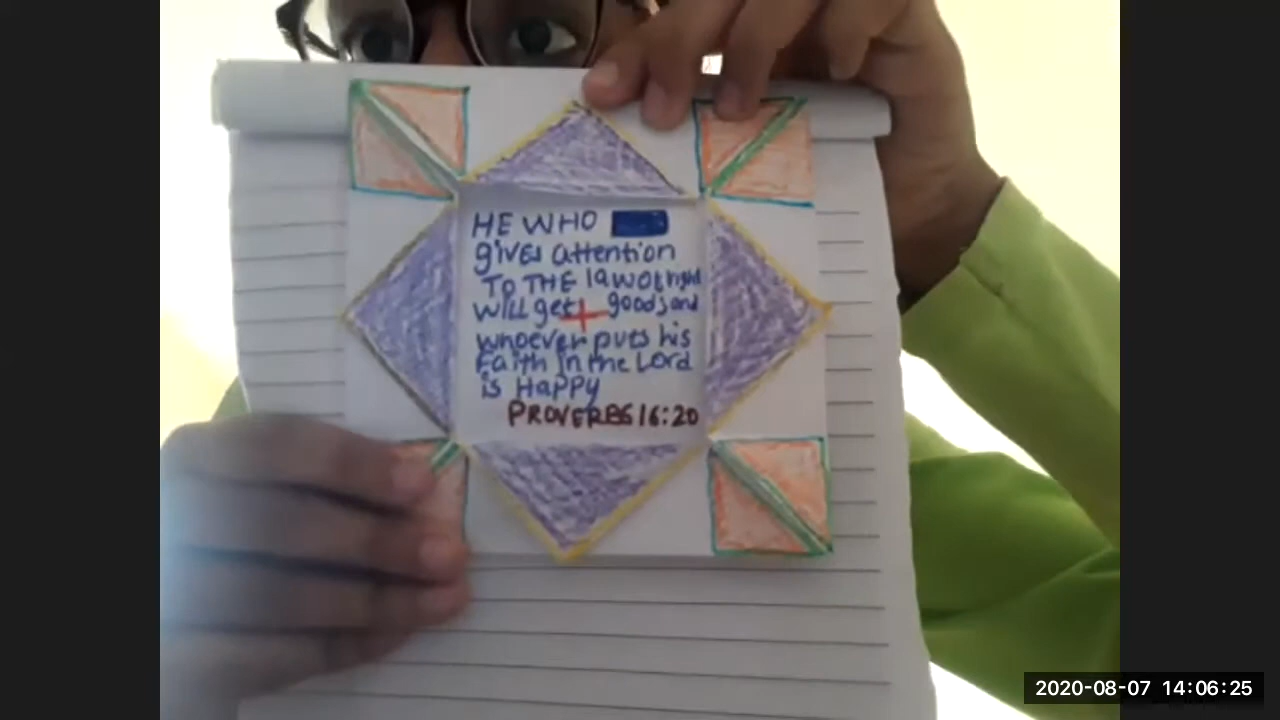 HE WHO
gives attention
TO THE law of right
will get goods and
whoever puts his
Faith in the Lord
is HaPPy
PROVERBS 16:20
2020-08-07 14:06:25